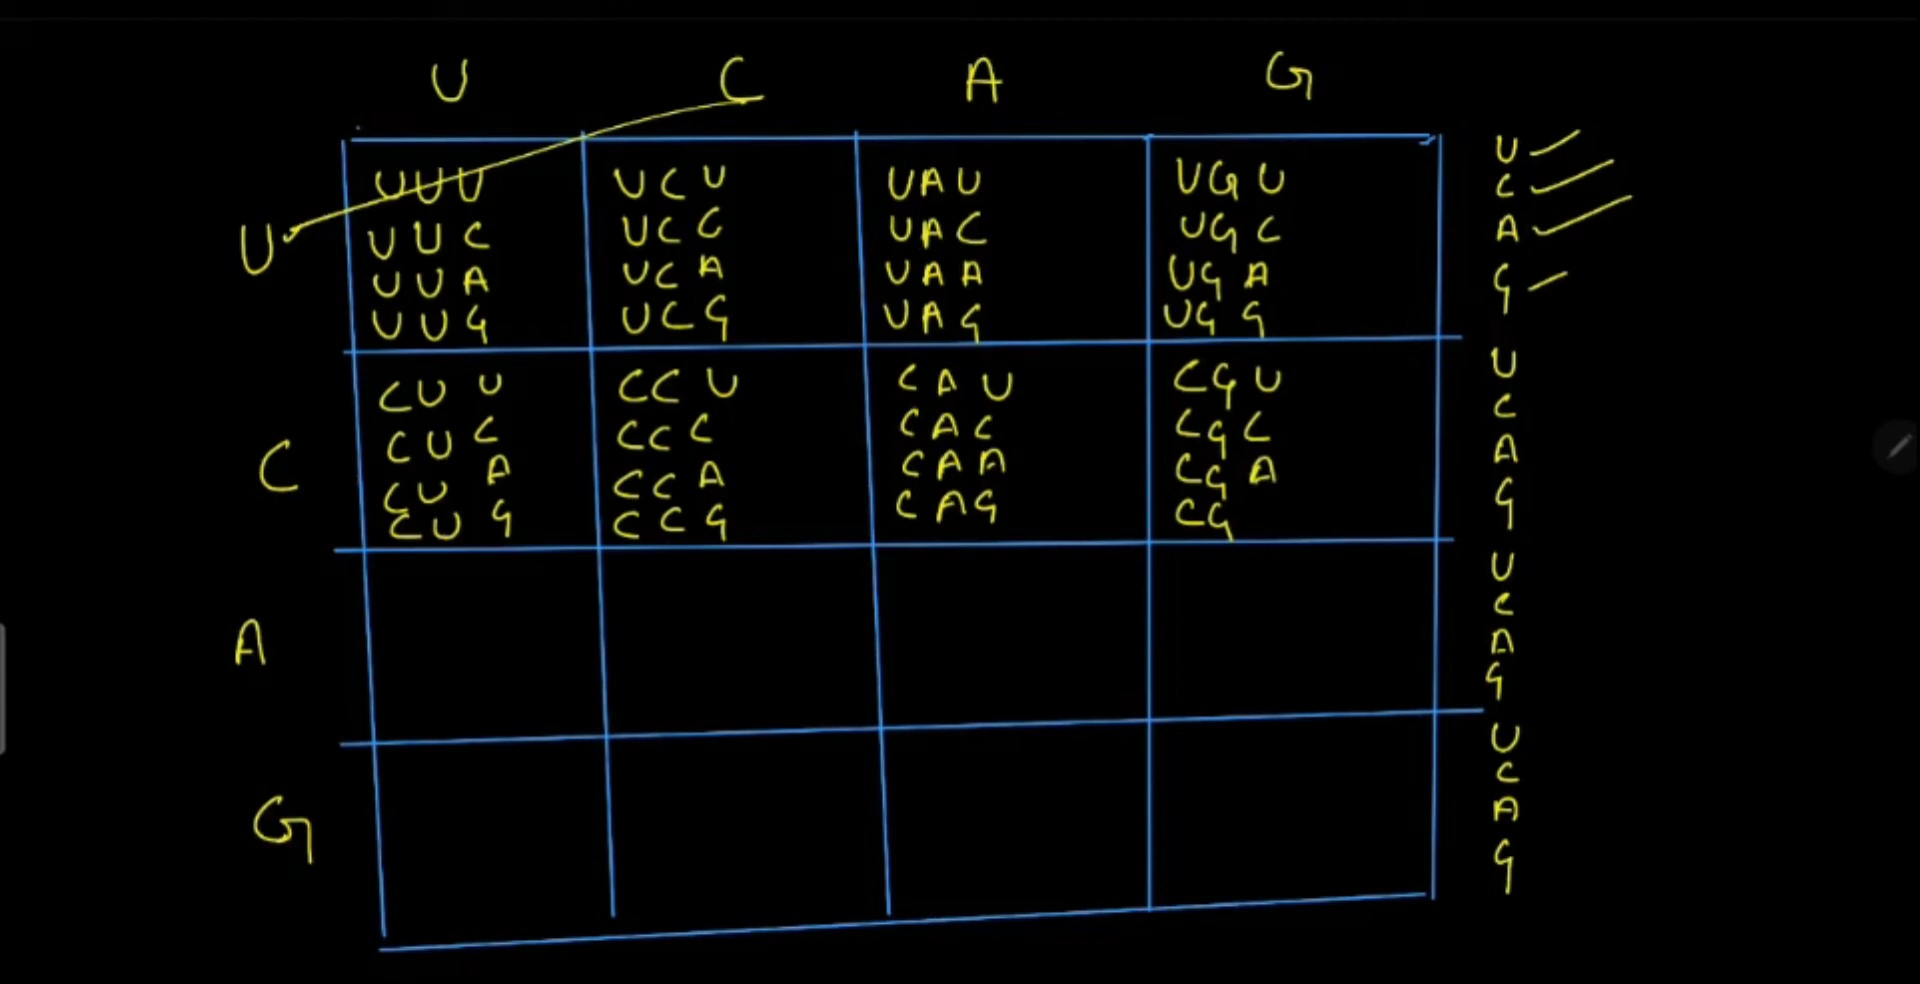 U C A G
U
UUU UCU UAU UGU U
UUC UCC UAC UGC C
UUA UCA UAA UGA A
UUG UCG UAG UGG G
C
CUU CCU CAU CGU U
CUC CCC CAC CGC C
CUA CCA CAA CGA A
CUG CCG CAG CG G
A
U
C
A
G
G
U
C
A
G